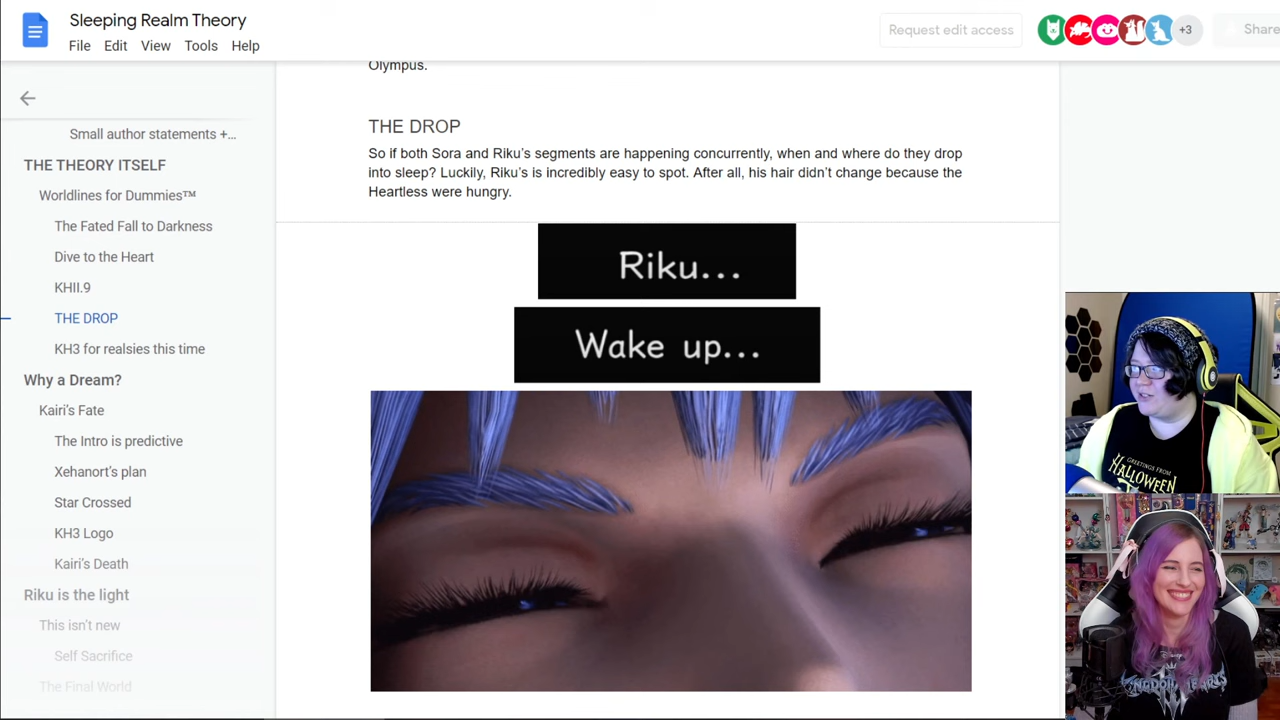 Sleeping Realm Theory
File Edit View Tools Help
Request edit access
+3
Share
Small author statements +...
THE THEORY ITSELF
Worldlines for Dummies™
The Fated Fall to Darkness
Dive to the Heart
KHII.9
THE DROP
KH3 for realsies this time
Why a Dream?
Kairi's Fate
The Intro is predictive
Xehanort's plan
Star Crossed
KH3 Logo
Kairi's Death
Riku is the light
This isn't new
Self Sacrifice
The Final World
Olympus.
THE DROP
So if both Sora and Riku's segments are happening concurrently, when and where do they drop
into sleep? Luckily, Riku's is incredibly easy to spot. After all, his hair didn't change because the
Heartless were hungry.
Riku...
Wake up...
GREETINGS FROM
HALLOWEEN
Disney
KINGDOM HEARTS